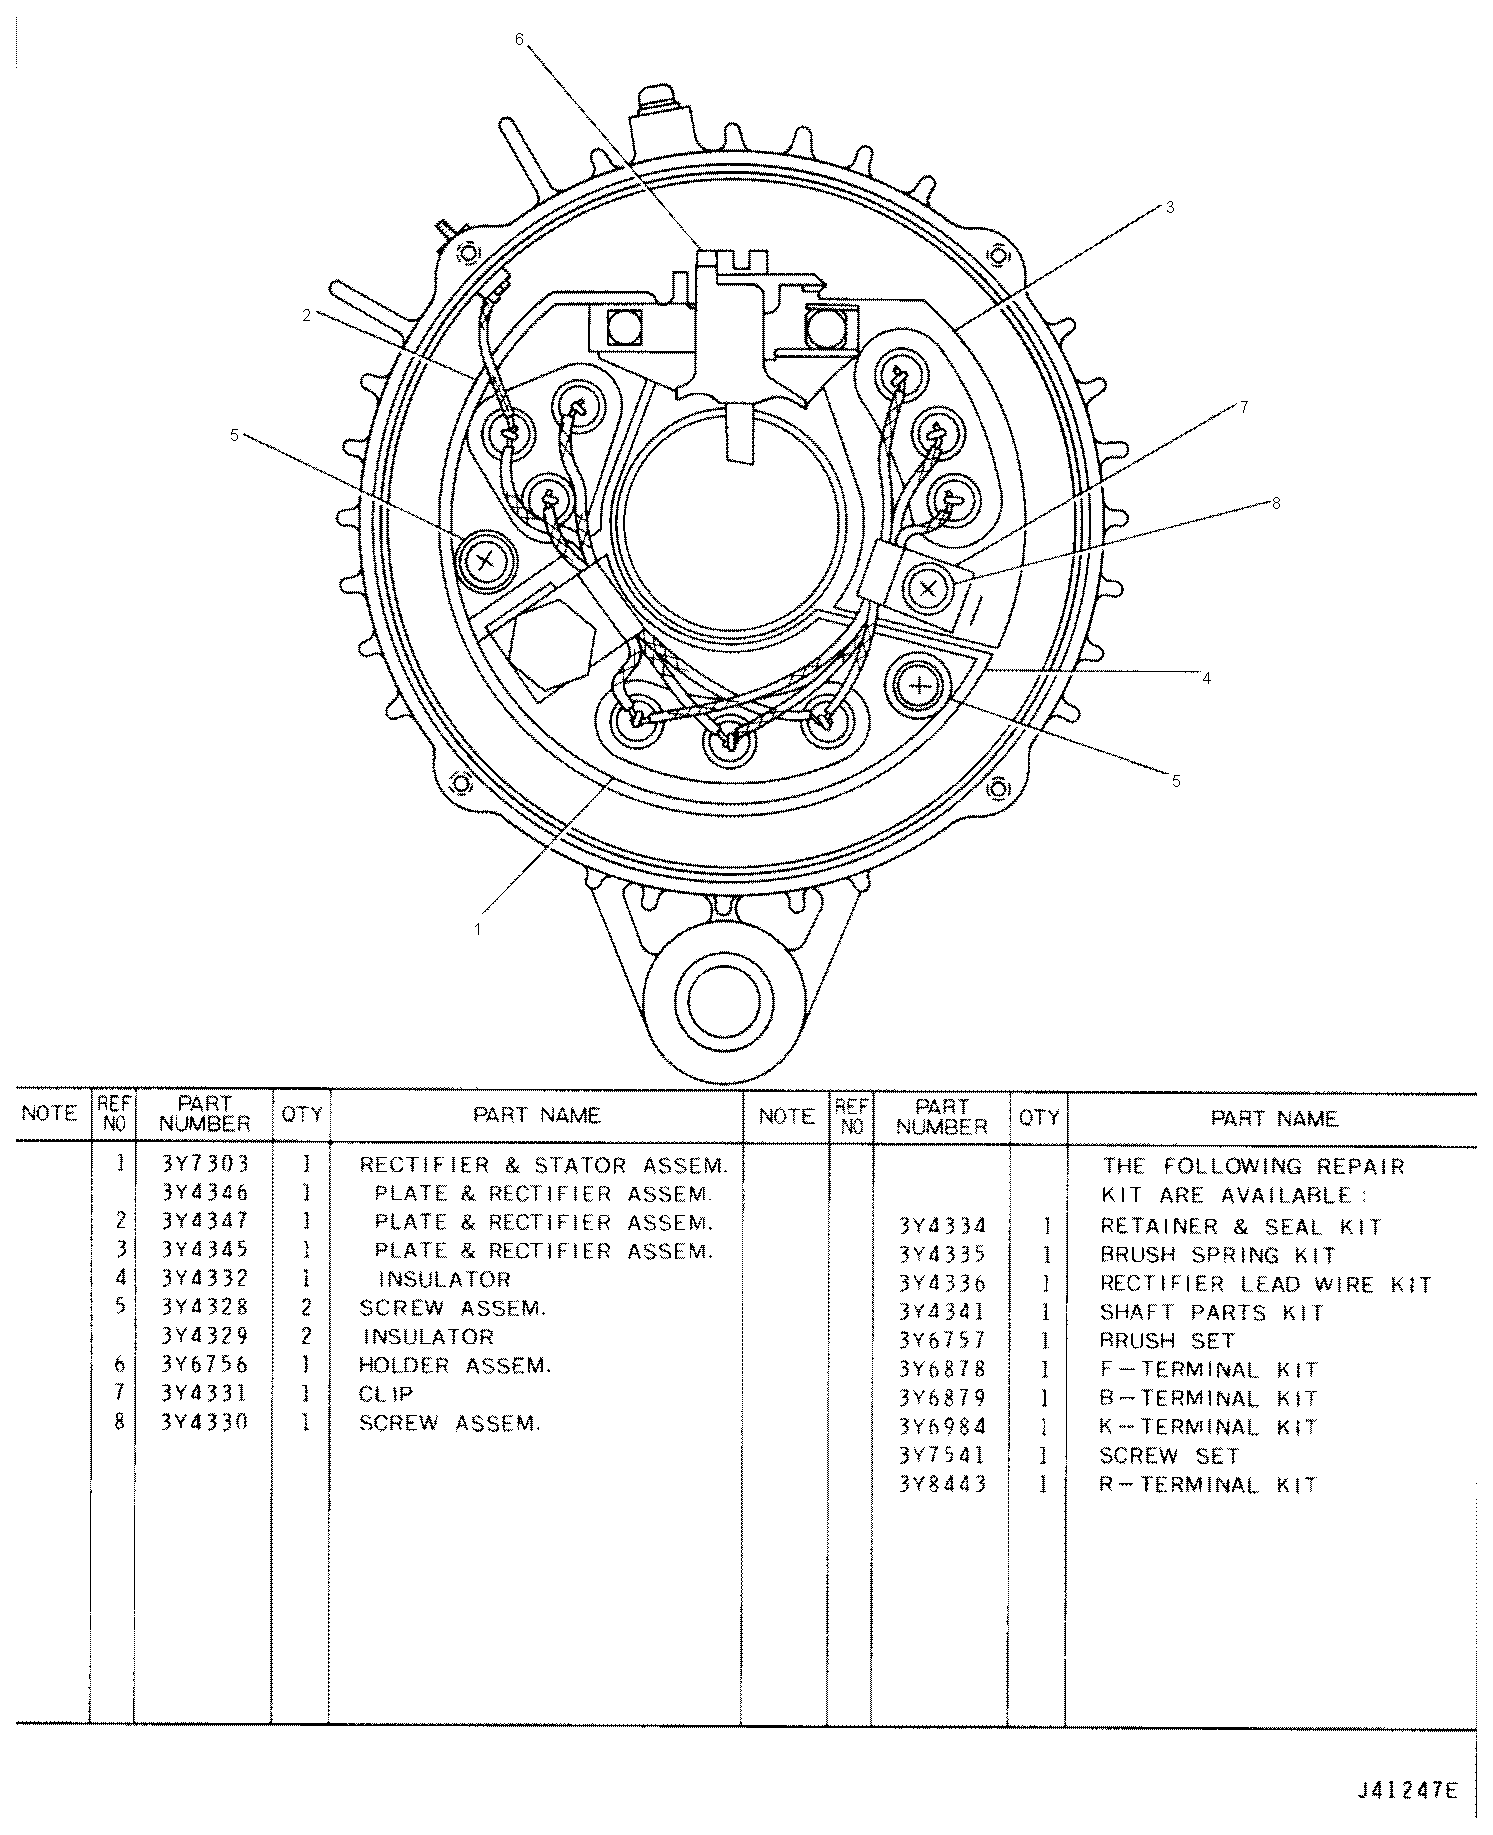 6
3
2
7
5
8
4
5
1
NOTE REF NO PART NUMBER QTY PART NAME NOTE REF NO PART NUMBER QTY PART NAME
1 3Y7303 1 RECTIFIER & STATOR ASSEM.
3Y4346 1 PLATE & RECTIFIER ASSEM.
2 3Y4347 1 PLATE & RECTIFIER ASSEM.
3 3Y4345 1 PLATE & RECTIFIER ASSEM.
4 3Y4332 1 INSULATOR
5 3Y4328 2 SCREW ASSEM.
3Y4329 2 INSULATOR
6 3Y6756 1 HOLDER ASSEM.
7 3Y4331 1 CLIP
8 3Y4330 1 SCREW ASSEM.
THE FOLLOWING REPAIR
KIT ARE AVAILABLE:
3Y4334 1 RETAINER & SEAL KIT
3Y4335 1 BRUSH SPRING KIT
3Y4336 1 RECTIFIER LEAD WIRE KIT
3Y4341 1 SHAFT PARTS KIT
3Y6757 1 BRUSH SET
3Y6878 1 F-TERMINAL KIT
3Y6879 1 B-TERMINAL KIT
3Y6984 1 K-TERMINAL KIT
3Y7541 1 SCREW SET
3Y8443 1 R-TERMINAL KIT
J41247E